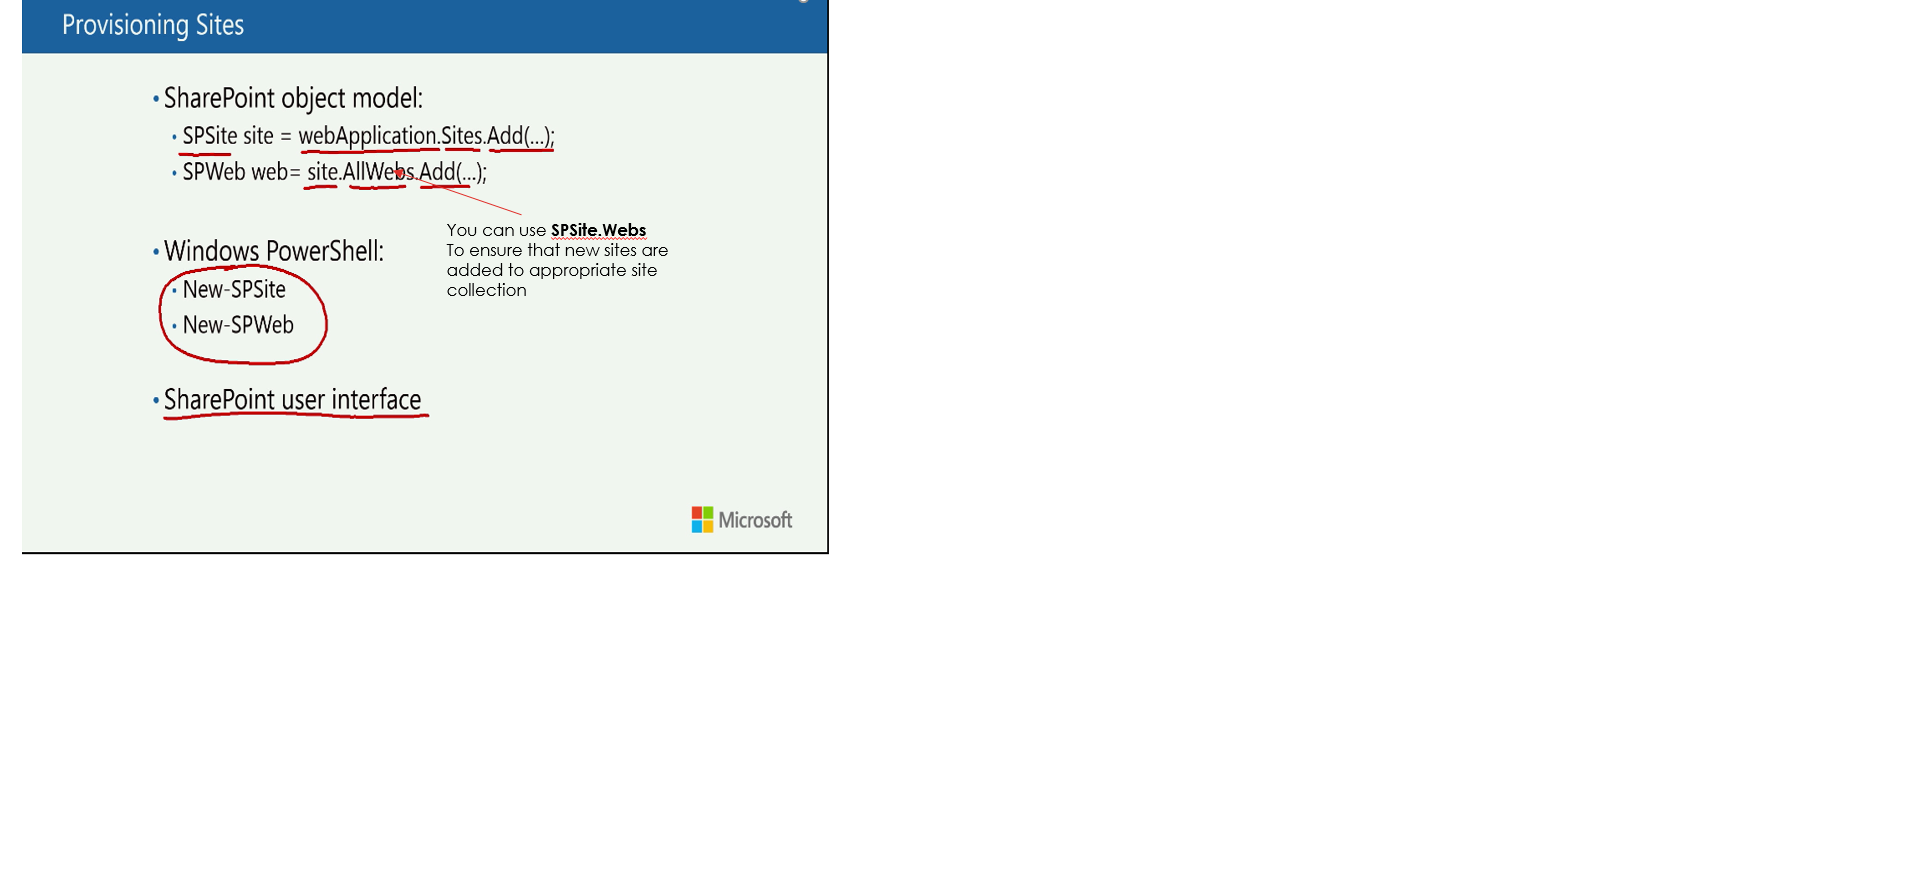 Provisioning Sites
• SharePoint object model:
• SPSite site = webApplication.Sites.Add(...);
• SPWeb web= site.AllWebs.Add(...);
You can use SPSite.Webs
To ensure that new sites are
added to appropriate site
collection
• Windows PowerShell:
• New-SPSite
• New-SPWeb
• SharePoint user interface
Microsoft